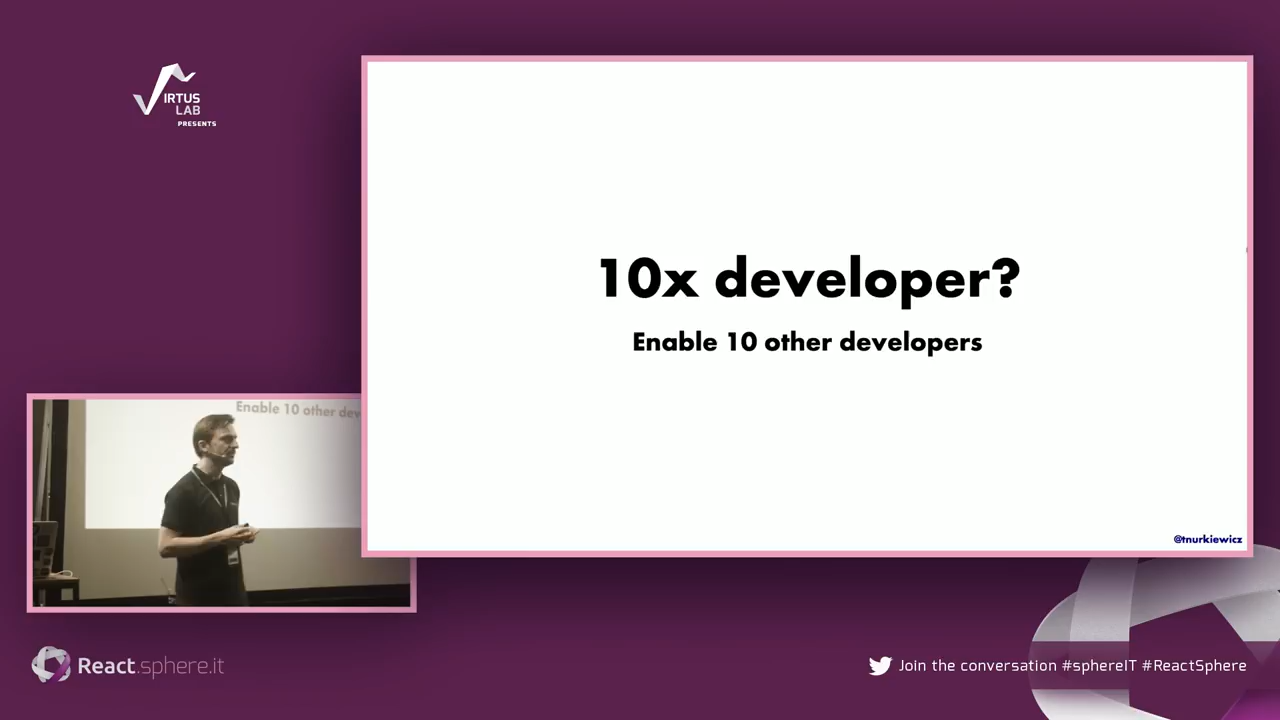 VIRTUS
LAB
PRESENTS
10x developer?
Enable 10 other developers
@tnurkiewicz
Enable 10 other dev
React.sphere.it
Join the conversation #sphereIT #ReactSphere